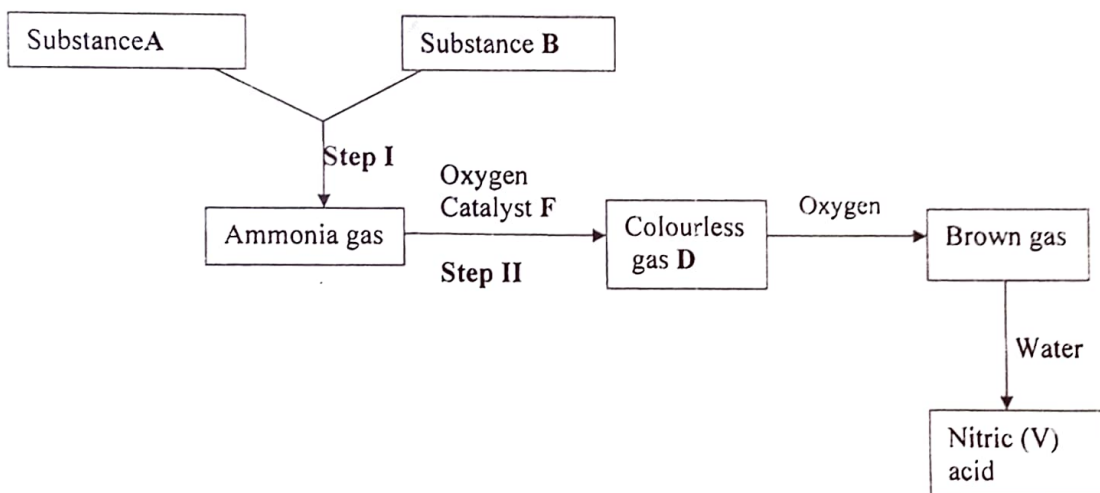 SubstanceA
Substance B
Step I
Oxygen
Catalyst F
Step II
Ammonia gas
Colourless
gas D
Oxygen
Brown gas
Water
Nitric (V)
acid